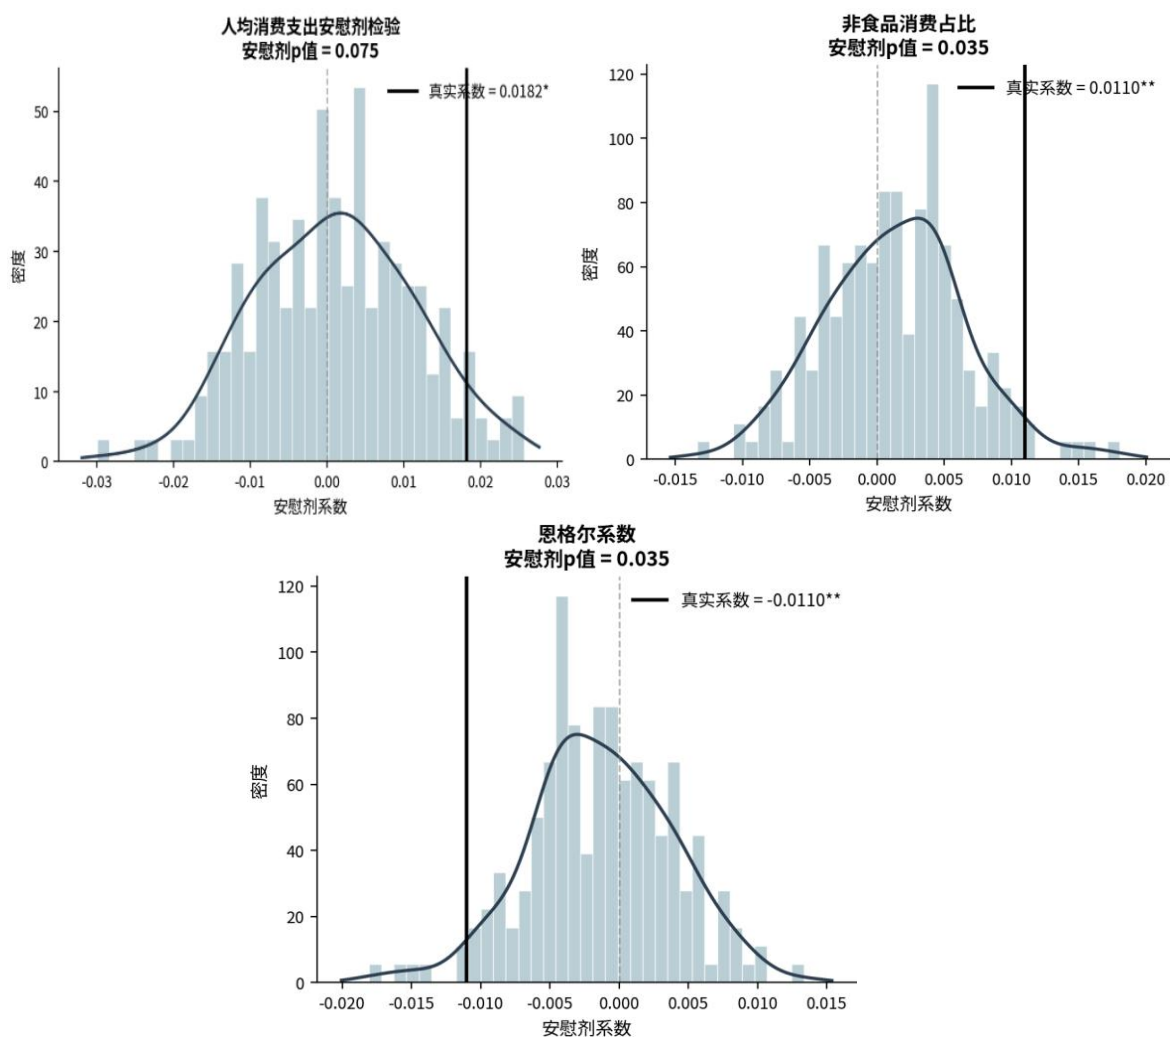 人均消费支出安慰剂检验
安慰剂p值 = 0.075
真实系数 = 0.0182*
密度
50
40
30
20
10
0
-0.03
-0.02
-0.01
0.00
0.01
0.02
0.03
安慰剂系数
非食品消费占比
安慰剂p值 = 0.035
真实系数 = 0.0110**
密度
120
100
80
60
40
20
0
-0.015
-0.010
-0.005
0.000
0.005
0.010
0.015
0.020
安慰剂系数
恩格尔系数
安慰剂p值 = 0.035
真实系数 = -0.0110**
密度
120
100
80
60
40
20
0
-0.020
-0.015
-0.010
-0.005
0.000
0.005
0.010
0.015
安慰剂系数